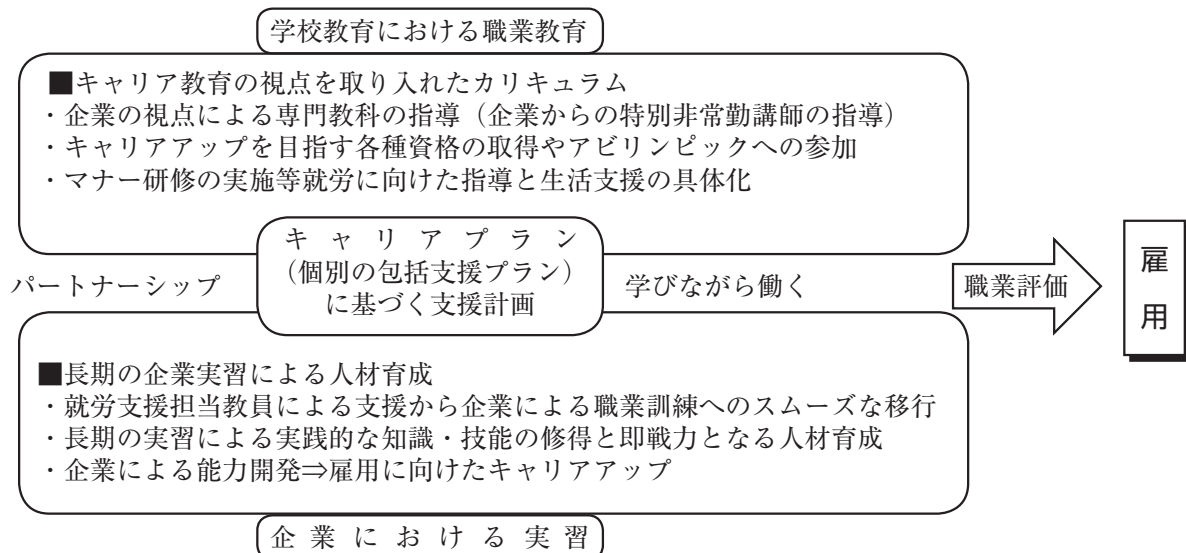 学校教育における職業教育
■キャリア教育の視点を取り入れたカリキュラム
・企業の視点による専門教科の指導(企業からの特別非常勤講師の指導)
・キャリアアップを目指す各種資格の取得やアビリンピックへの参加
・マナー研修の実施等就労に向けた指導と生活支援の具体化
キャリアプラン
(個別の包括支援プラン)
に基づく支援計画
パートナーシップ
学びながら働く
職業評価
雇用
■長期の企業実習による人材育成
・就労支援担当教員による支援から企業による職業訓練へのスムーズな移行
・長期の実習による実践的な知識・技能の修得と即戦力となる人材育成
・企業による能力開発⇒雇用に向けたキャリアアップ
企業における実習